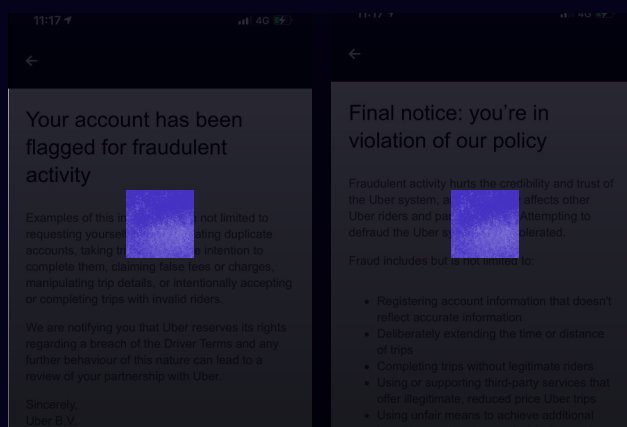 11:17
4G
Your account has been
flagged for fraudulent
activity
Examples of this in not limited to
requesting yourself ating duplicate
accounts, taking tri e intention to
complete them, claiming false fees or charges,
manipulating trip details, or intentionally accepting
or completing trips with invalid riders.
We are notifying you that Uber reserves its rights
regarding a breach of the Driver Terms and any
further behaviour of this nature can lead to a
review of your partnership with Uber.
Sincerely,
Uber B.V.
11:17
4G
Final notice: you're in
violation of our policy
Fraudulent activity hurts the credibility and trust of
the Uber system, a affects other
Uber riders and Attempting to
defraud the Uber olerated.
Fraud includes but is not limited to:
• Registering account information that doesn't
reflect accurate information
• Deliberately extending the time or distance
of trips
• Completing trips without legitimate riders
• Using or supporting third-party services that
offer illegitimate, reduced price Uber trips
• Using unfair means to achieve additional